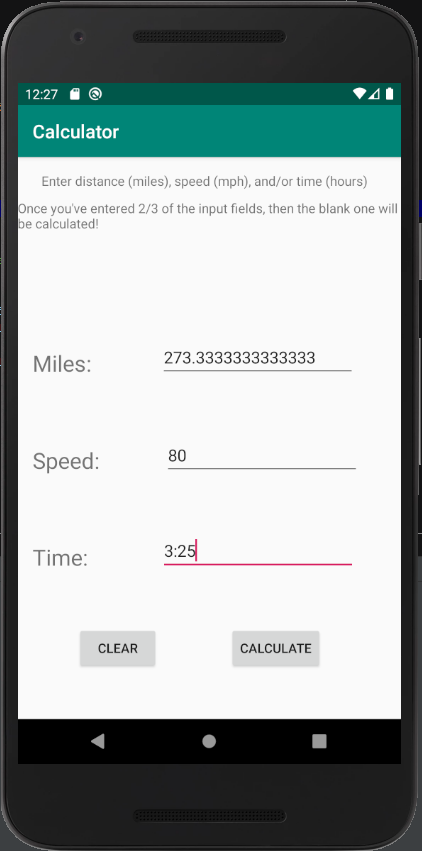 12:27
Calculator
Enter distance (miles), speed (mph), and/or time (hours)
Once you've entered 2/3 of the input fields, then the blank one will
be calculated!
Miles: 273.3333333333333
Speed: 80
Time: 3:25
CLEAR CALCULATE